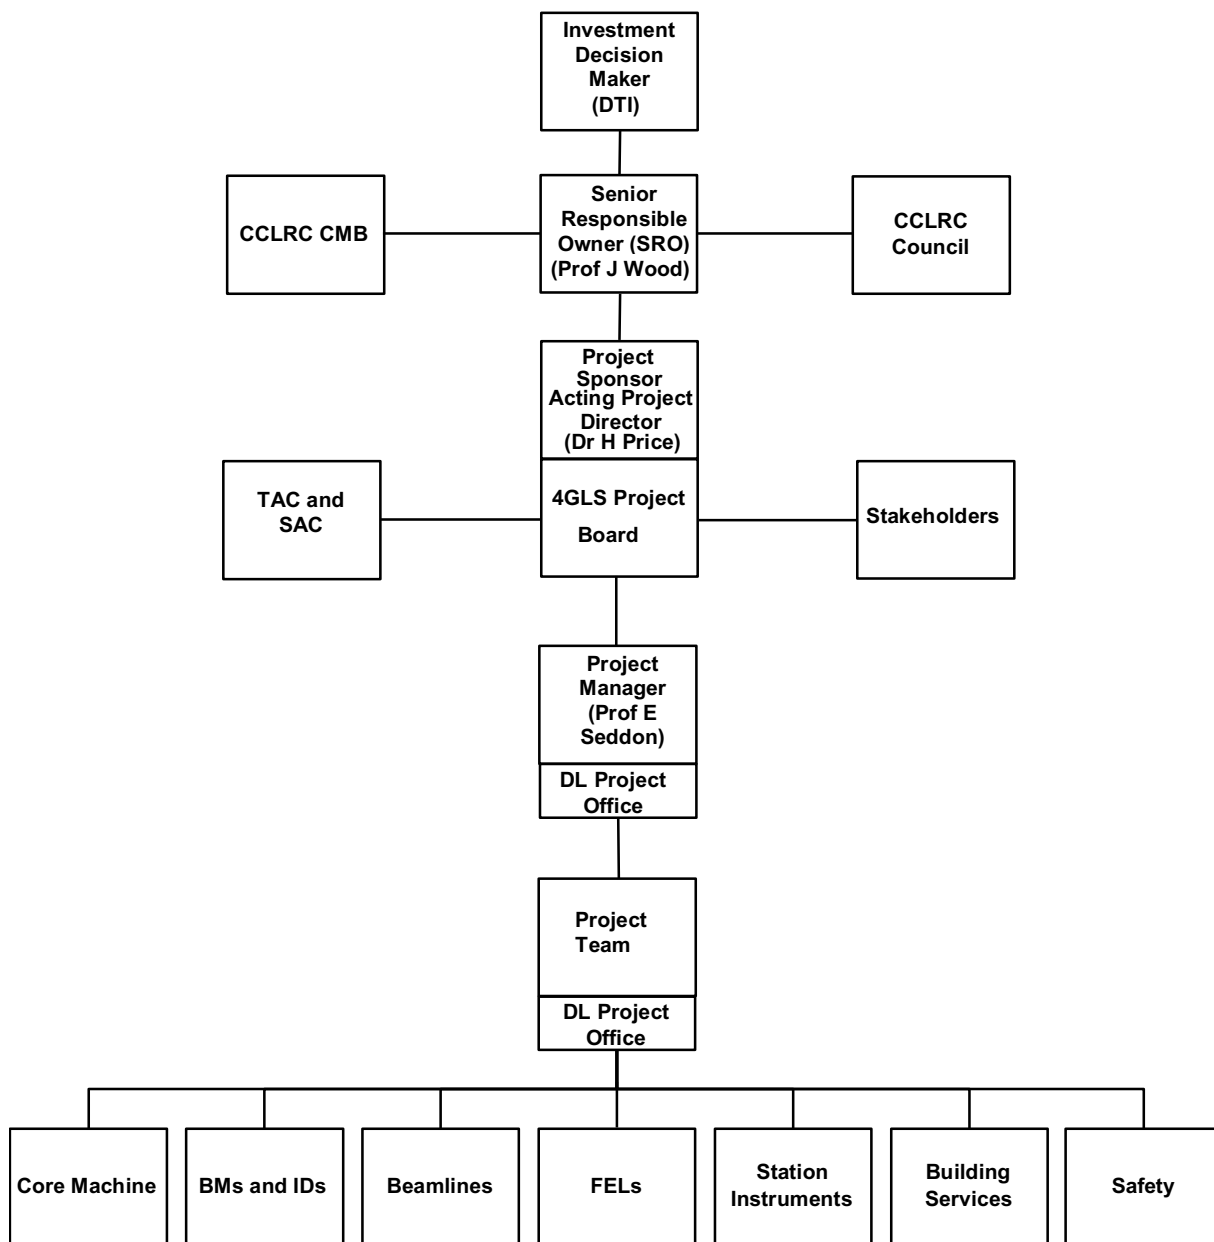 Investment
Decision
Maker
(DTI)
CCLRC CMB
Senior
Responsible
Owner (SRO)
(Prof J Wood)
CCLRC
Council
Project
Sponsor
Acting Project
Director
(Dr H Price)
TAC and
SAC
4GLS Project
Board
Stakeholders
Project
Manager
(Prof E
Seddon)
DL Project
Office
Project
Team
DL Project
Office
Core Machine
BMs and IDs
Beamlines
FELs
Station
Instruments
Building
Services
Safety